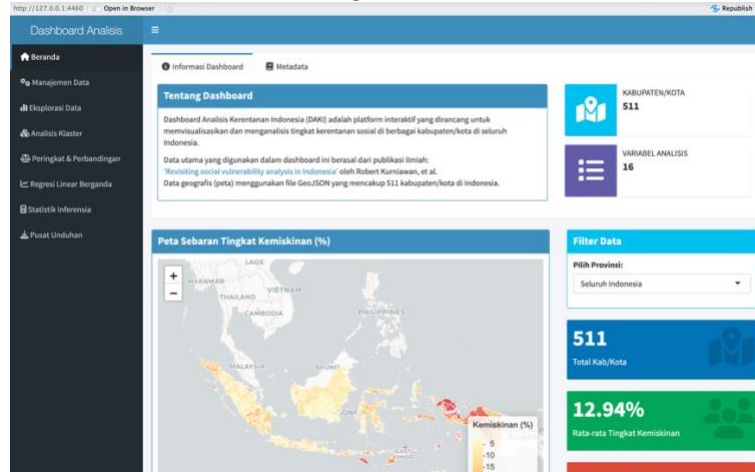 http://127.0.0.1:4460
Open in Browser
Republish
Dashboard Analisis
Beranda
Manajemen Data
Eksplorasi Data
Analisis Klaster
Peringkat & Perbandingan
Regresi Linear Berganda
Statistik Inferensia
Pusat Unduhan
Informasi Dashboard
Metadata
Tentang Dashboard
Dashboard Analisis Kerentanan Indonesia (DAKI) adalah platform interaktif yang dirancang untuk
memvisualisasikan dan menganalisis tingkat kerentanan sosial di berbagai kabupaten/kota di seluruh
Indonesia.
Data utama yang digunakan dalam dashboard ini berasal dari publikasi ilmiah:
'Revisiting social vulnerability analysis in Indonesia' oleh Robert Kurniawan, et al.
Data geografis (peta) menggunakan file GeoJSON yang mencakup 511 kabupaten/kota di Indonesia.
KABUPATEN/KOTA
511
VARIABEL ANALISIS
16
Peta Sebaran Tingkat Kemiskinan (%)
+
−
LAOS
MYANMAR
THAILAND
VIETNAM
CAMBODIA
PHILIPPINES
MALAYSIA
BRUNEI
EAST
TIMOR
Kemiskinan (%)
5
10
15
Filter Data
Pilih Provinsi:
Seluruh Indonesia
511
Total Kab/Kota
12.94%
Rata-rata Tingkat Kemiskinan